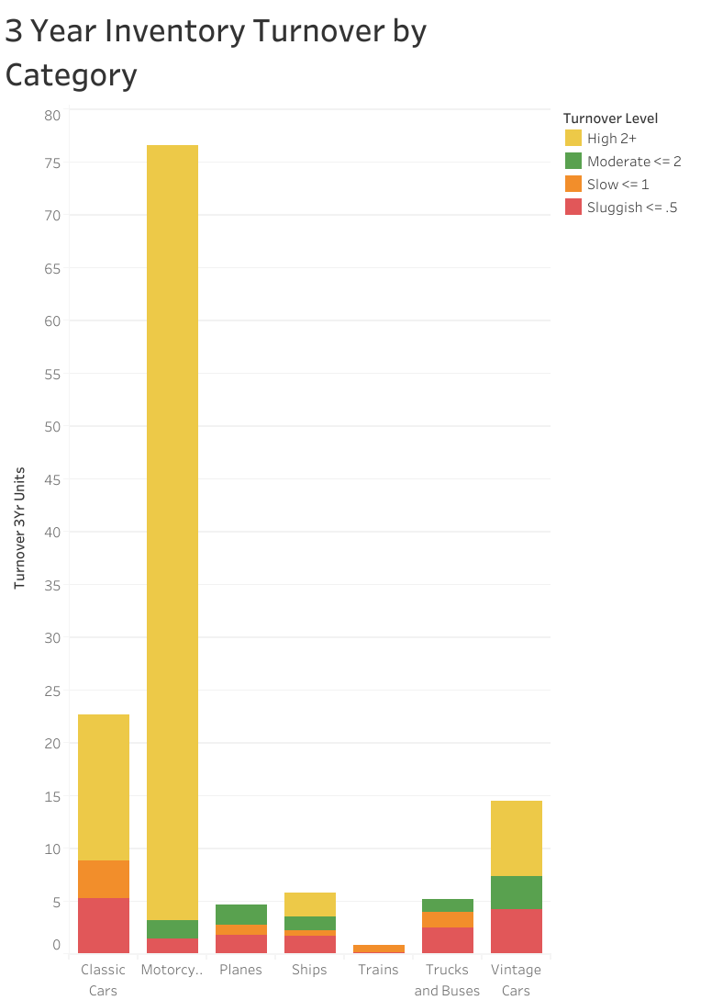 3 Year Inventory Turnover by
Category
Turnover Level
High 2+
Moderate <= 2
Slow <= 1
Sluggish <= .5
Turnover 3Yr Units
80
75
70
65
60
55
50
45
40
35
30
25
20
15
10
5
0
Classic
Cars
Motorcy..
Planes
Ships
Trains
Trucks
and Buses
Vintage
Cars